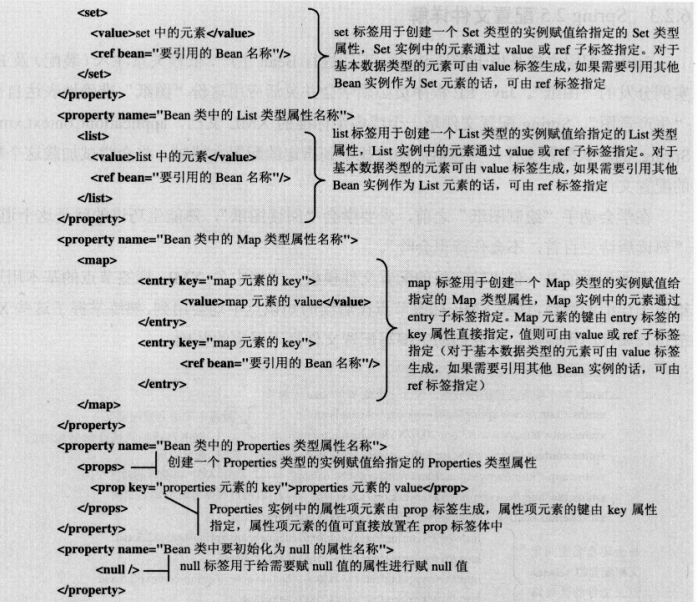 <set>
<value>set 中的元素</value>
<ref bean="要引用的 Bean 名称"/>
</set>
</property>
set 标签用于创建一个 Set 类型的实例赋值给指定的 Set 类型
属性，Set 实例中的元素通过 value 或 ref 子标签指定。对于
基本数据类型的元素可由 value 标签生成，如果需要引用其他
Bean 实例作为 Set 元素的话，可由 ref 标签指定
<property name="Bean 类中的 List 类型属性名称">
<list>
<value>list 中的元素</value>
<ref bean="要引用的 Bean 名称"/>
</list>
</property>
list 标签用于创建一个 List 类型的实例赋值给指定的 List 类型
属性，List 实例中的元素通过 value 或 ref 子标签指定。对于
基本数据类型的元素可由 value 标签生成，如果需要引用其他
Bean 实例作为 List 元素的话，可由 ref 标签指定
<property name="Bean 类中的 Map 类型属性名称">
<map>
<entry key="map 元素的 key">
<value>map 元素的 value</value>
</entry>
<entry key="map 元素的 key">
<ref bean="要引用的 Bean 名称"/>
</entry>
</map>
</property>
map 标签用于创建一个 Map 类型的实例赋值给
指定的 Map 类型属性，Map 实例中的元素通过
entry 子标签指定。Map 元素的键由 entry 标签的
key 属性直接指定，值则可由 value 或 ref 子标签
指定（对于基本数据类型的元素可由 value 标签
生成，如果需要引用其他 Bean 实例的话，可由
ref 标签指定）
<property name="Bean 类中的 Properties 类型属性名称">
<props> 创建一个 Properties 类型的实例赋值给指定的 Properties 类型属性
<prop key="properties 元素的 key">properties 元素的 value</prop>
</props>
</property>
Properties 实例中的属性项元素由 prop 标签生成，属性项元素的键由 key 属性
指定，属性项元素的值可直接放置在 prop 标签体中
<property name="Bean 类中要初始化为 null 的属性名称">
<null /> null 标签用于给需要赋 null 值的属性进行赋 null 值
</property>